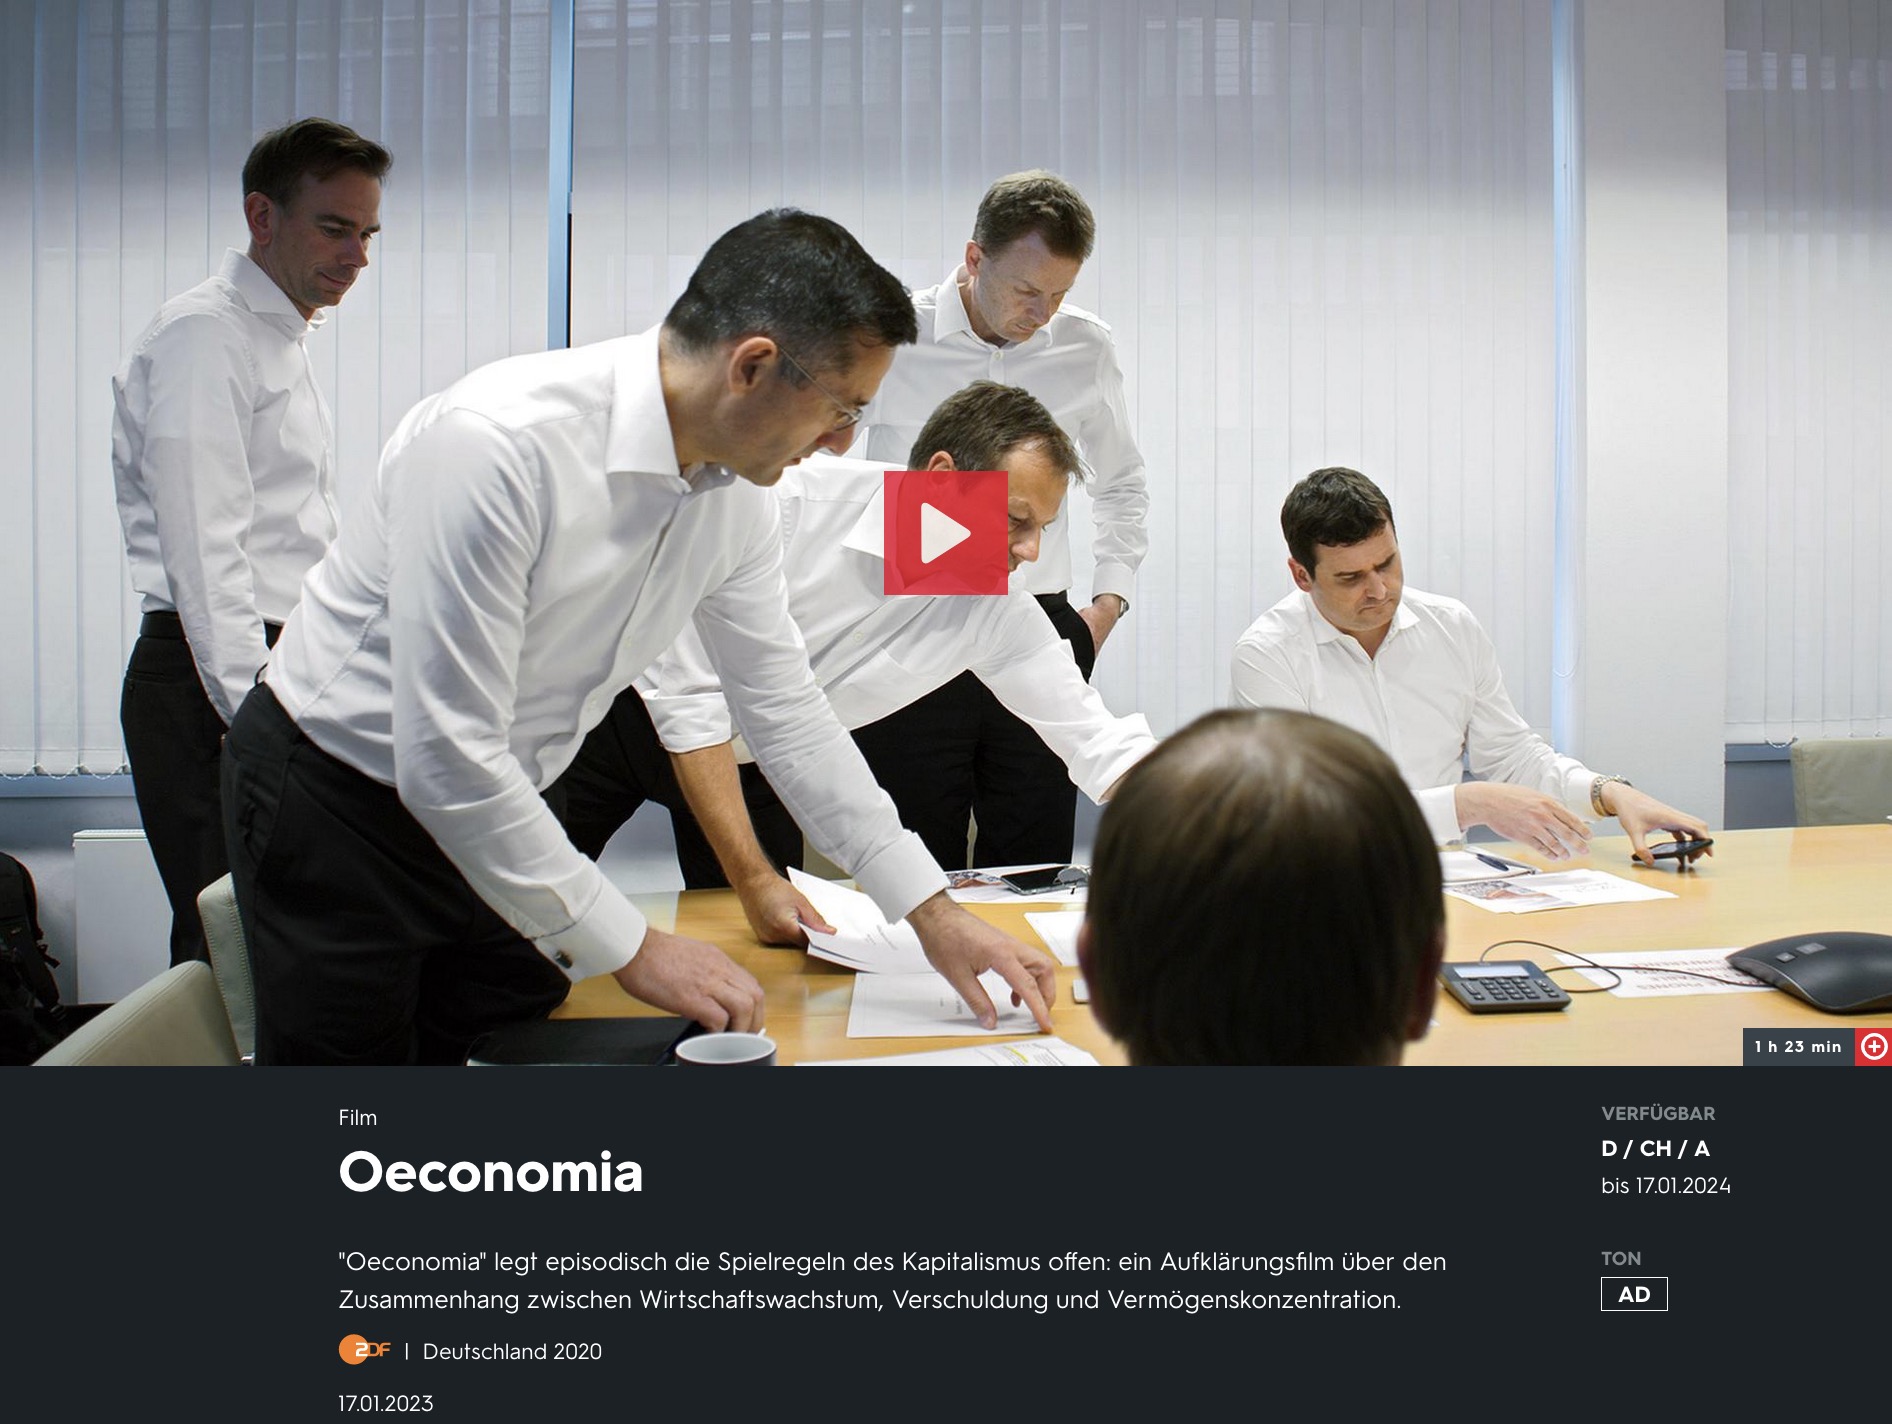 1 h 23 min
Film
Oeconomia
"Oeconomia" legt episodisch die Spielregeln des Kapitalismus offen: ein Aufklärungsfilm über den
Zusammenhang zwischen Wirtschaftswachstum, Verschuldung und Vermögenskonzentration.
ZDF | Deutschland 2020
17.01.2023
VERFÜGBAR
D / CH / A
bis 17.01.2024
TON
AD